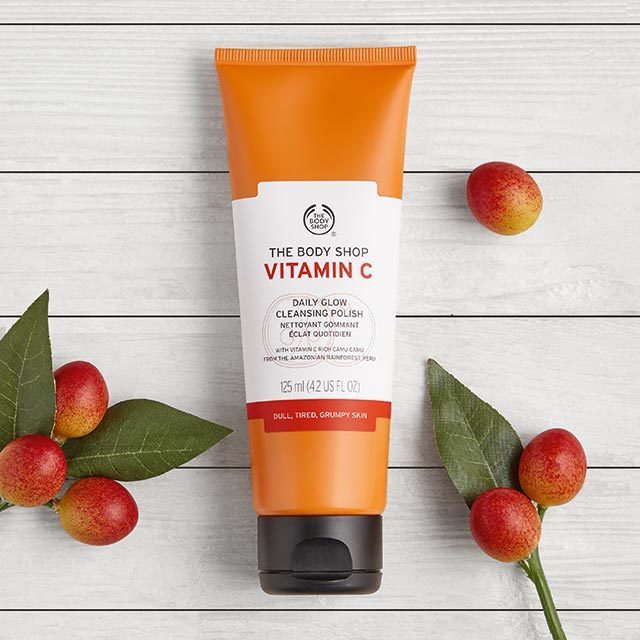 THE
BODY
SHOP
®
THE BODY SHOP
VITAMIN C
DAILY GLOW
CLEANSING POLISH
NETTOYANT GOMMANT
ÉCLAT QUOTIDIEN
WITH VITAMIN C RICH CAMU CAMU
FROM THE AMAZONIAN RAINFOREST, PERU
125 ml (4.2 US FL OZ)
DULL, TIRED, GRUMPY SKIN